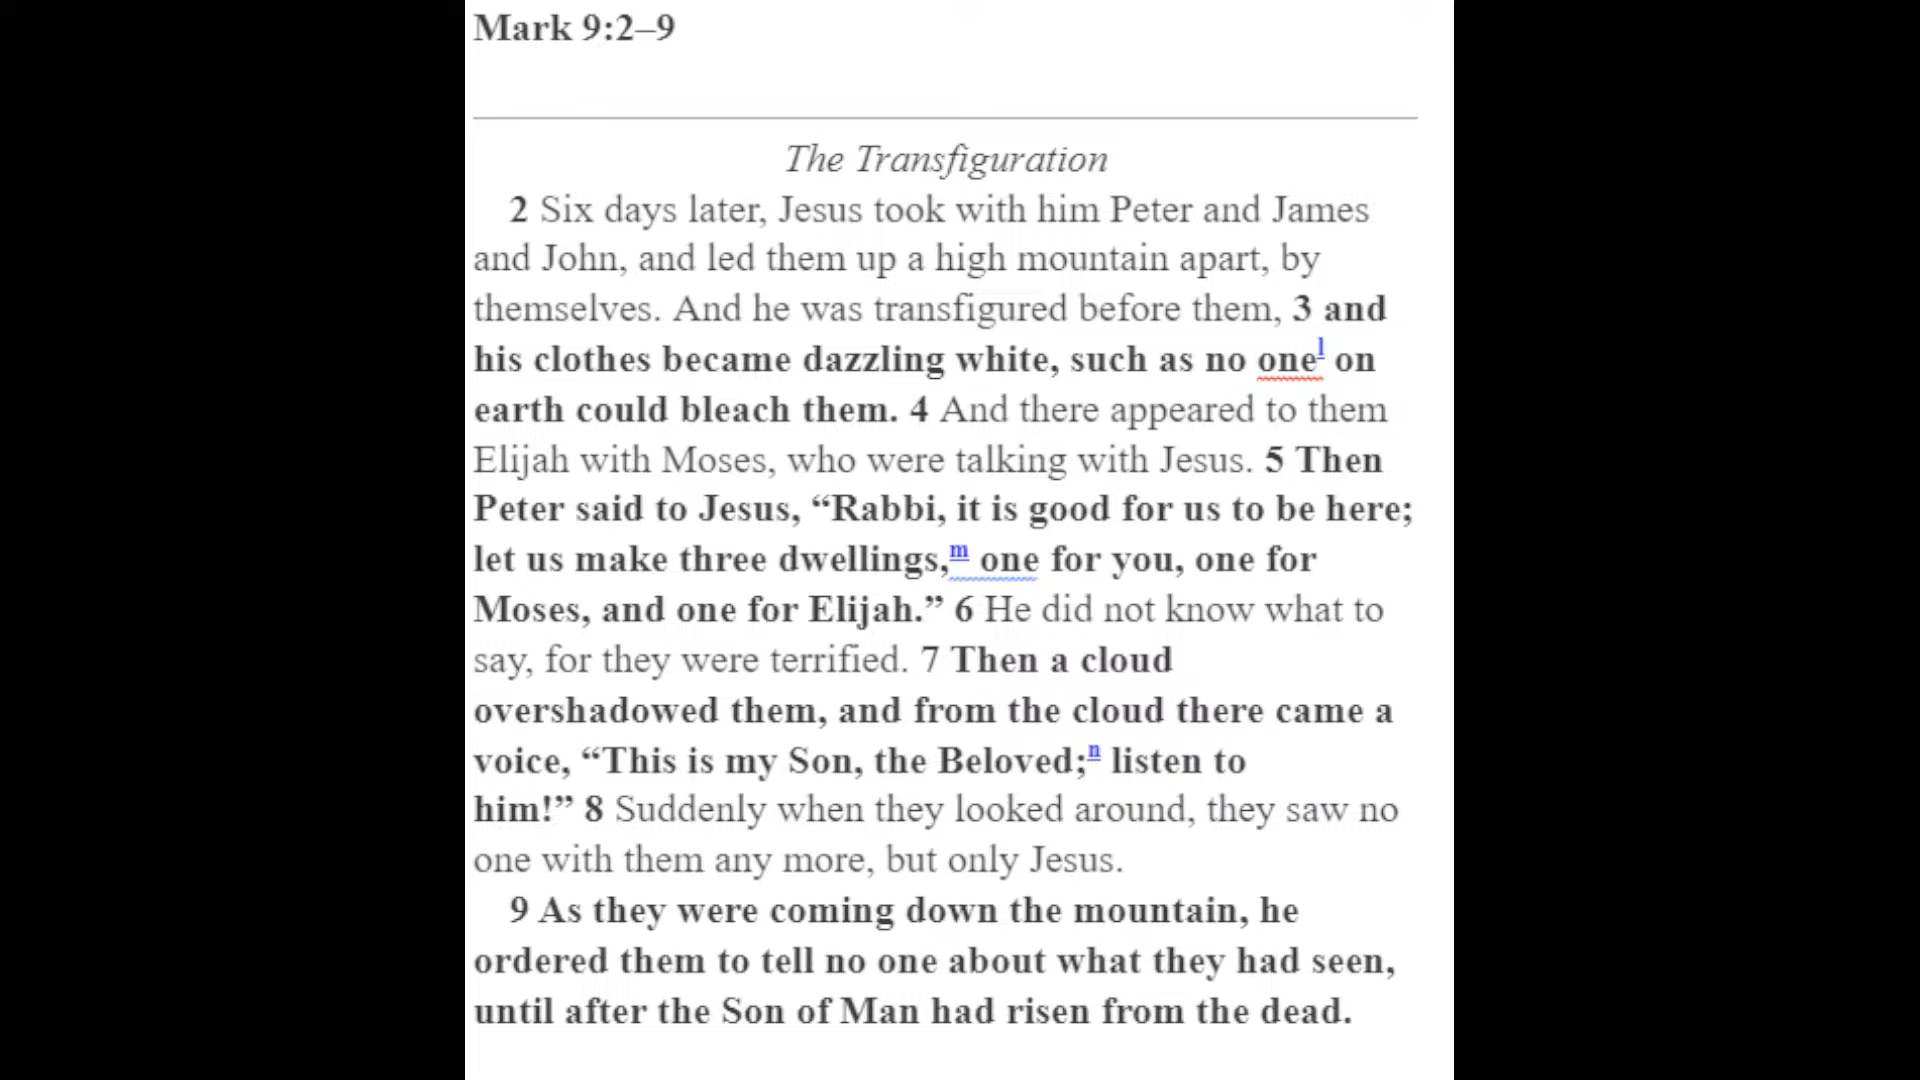 Mark 9:2–9
The Transfiguration
2 Six days later, Jesus took with him Peter and James
and John, and led them up a high mountain apart, by
themselves. And he was transfigured before them, 3 and
his clothes became dazzling white, such as no one l on
earth could bleach them. 4 And there appeared to them
Elijah with Moses, who were talking with Jesus. 5 Then
Peter said to Jesus, “Rabbi, it is good for us to be here;
let us make three dwellings, m one for you, one for
Moses, and one for Elijah.” 6 He did not know what to
say, for they were terrified. 7 Then a cloud
overshadowed them, and from the cloud there came a
voice, “This is my Son, the Beloved; n listen to
him!” 8 Suddenly when they looked around, they saw no
one with them any more, but only Jesus.
9 As they were coming down the mountain, he
ordered them to tell no one about what they had seen,
until after the Son of Man had risen from the dead.